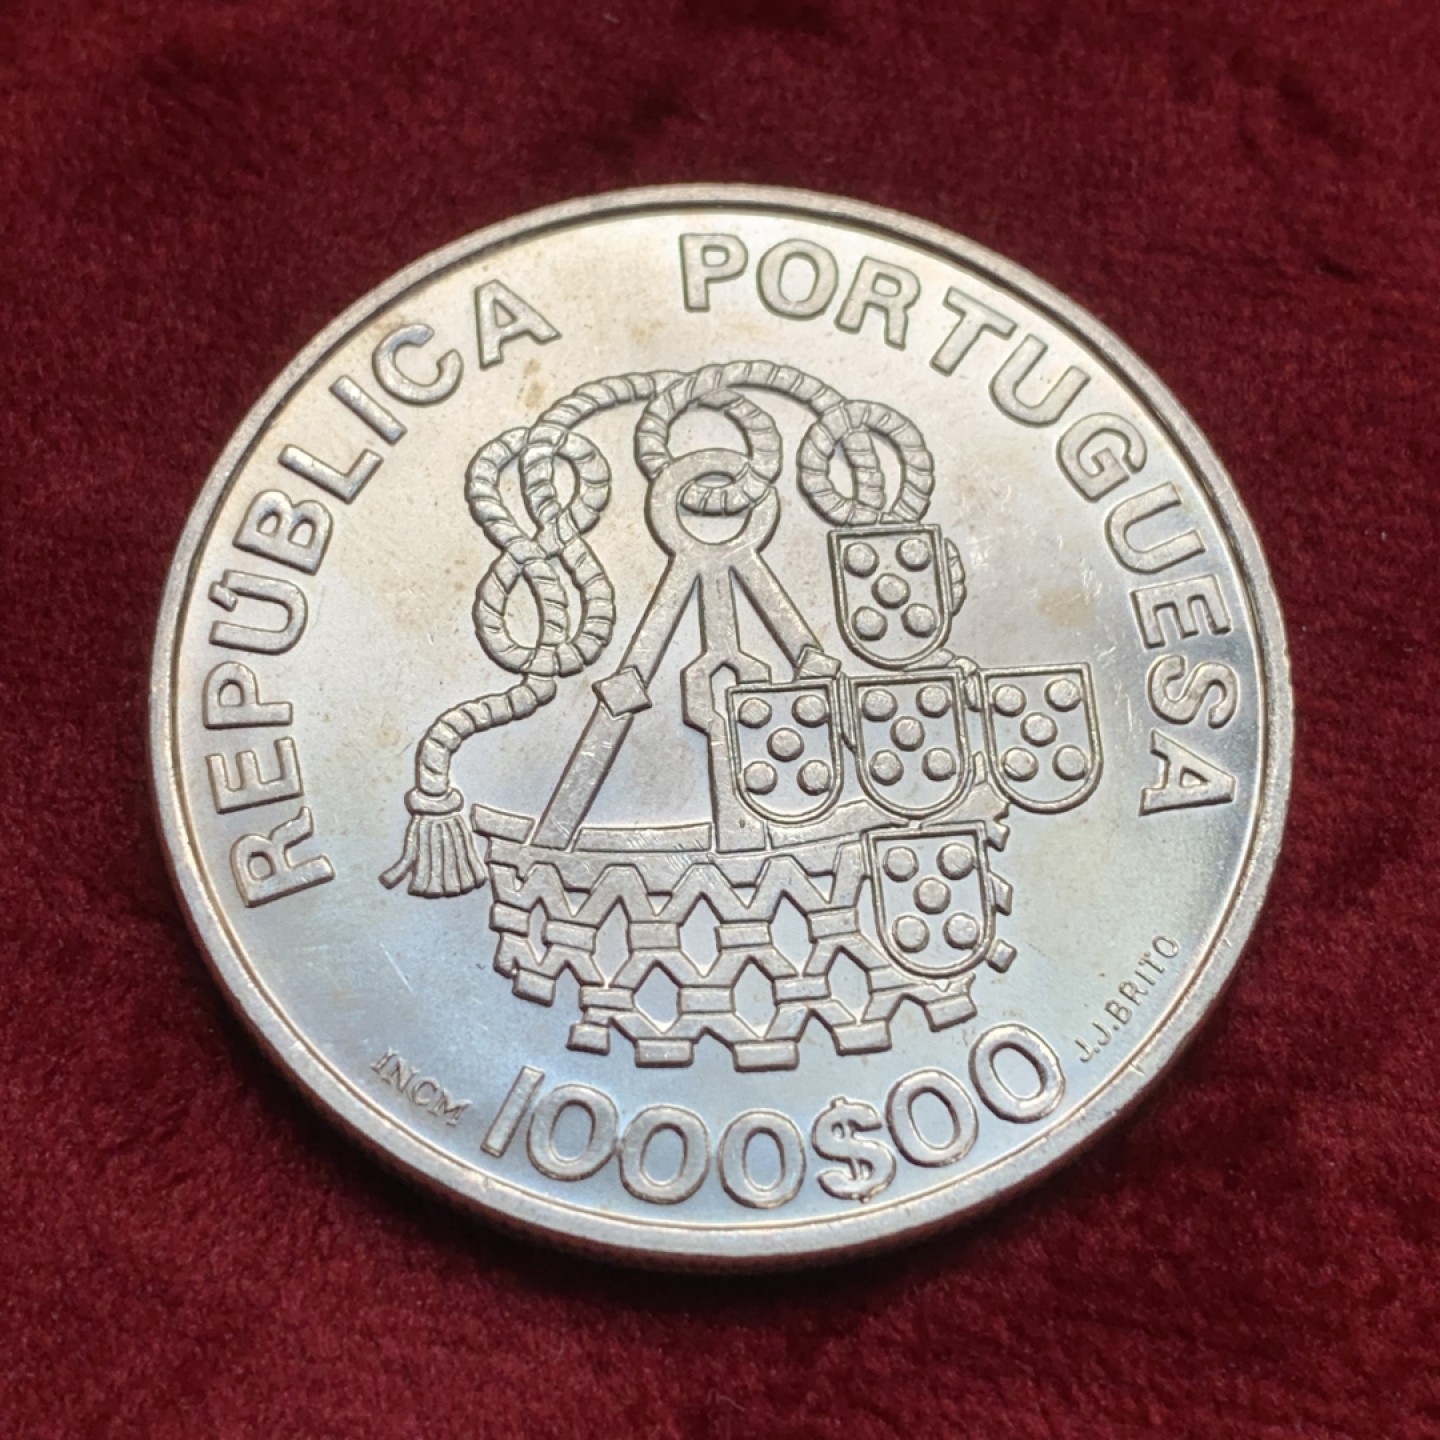 REPÚBLICA PORTUGUESA
INCM
1000$00
J.J.BRITO